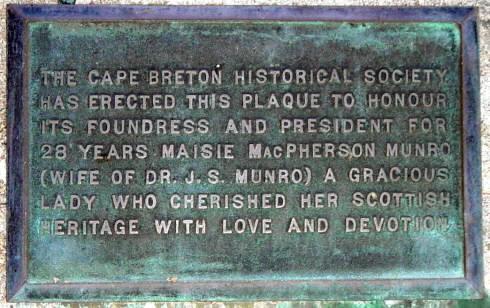 THE CAPE BRETON HISTORICAL SOCIETY
HAS ERECTED THIS PLAQUE TO HONOUR
ITS FOUNDRESS AND PRESIDENT FOR
28 YEARS MAISIE MACPHERSON MUNRO
(WIFE OF DR. J. S. MUNRO) A GRACIOUS
LADY WHO CHERISHED HER SCOTTISH
HERITAGE WITH LOVE AND DEVOTION.